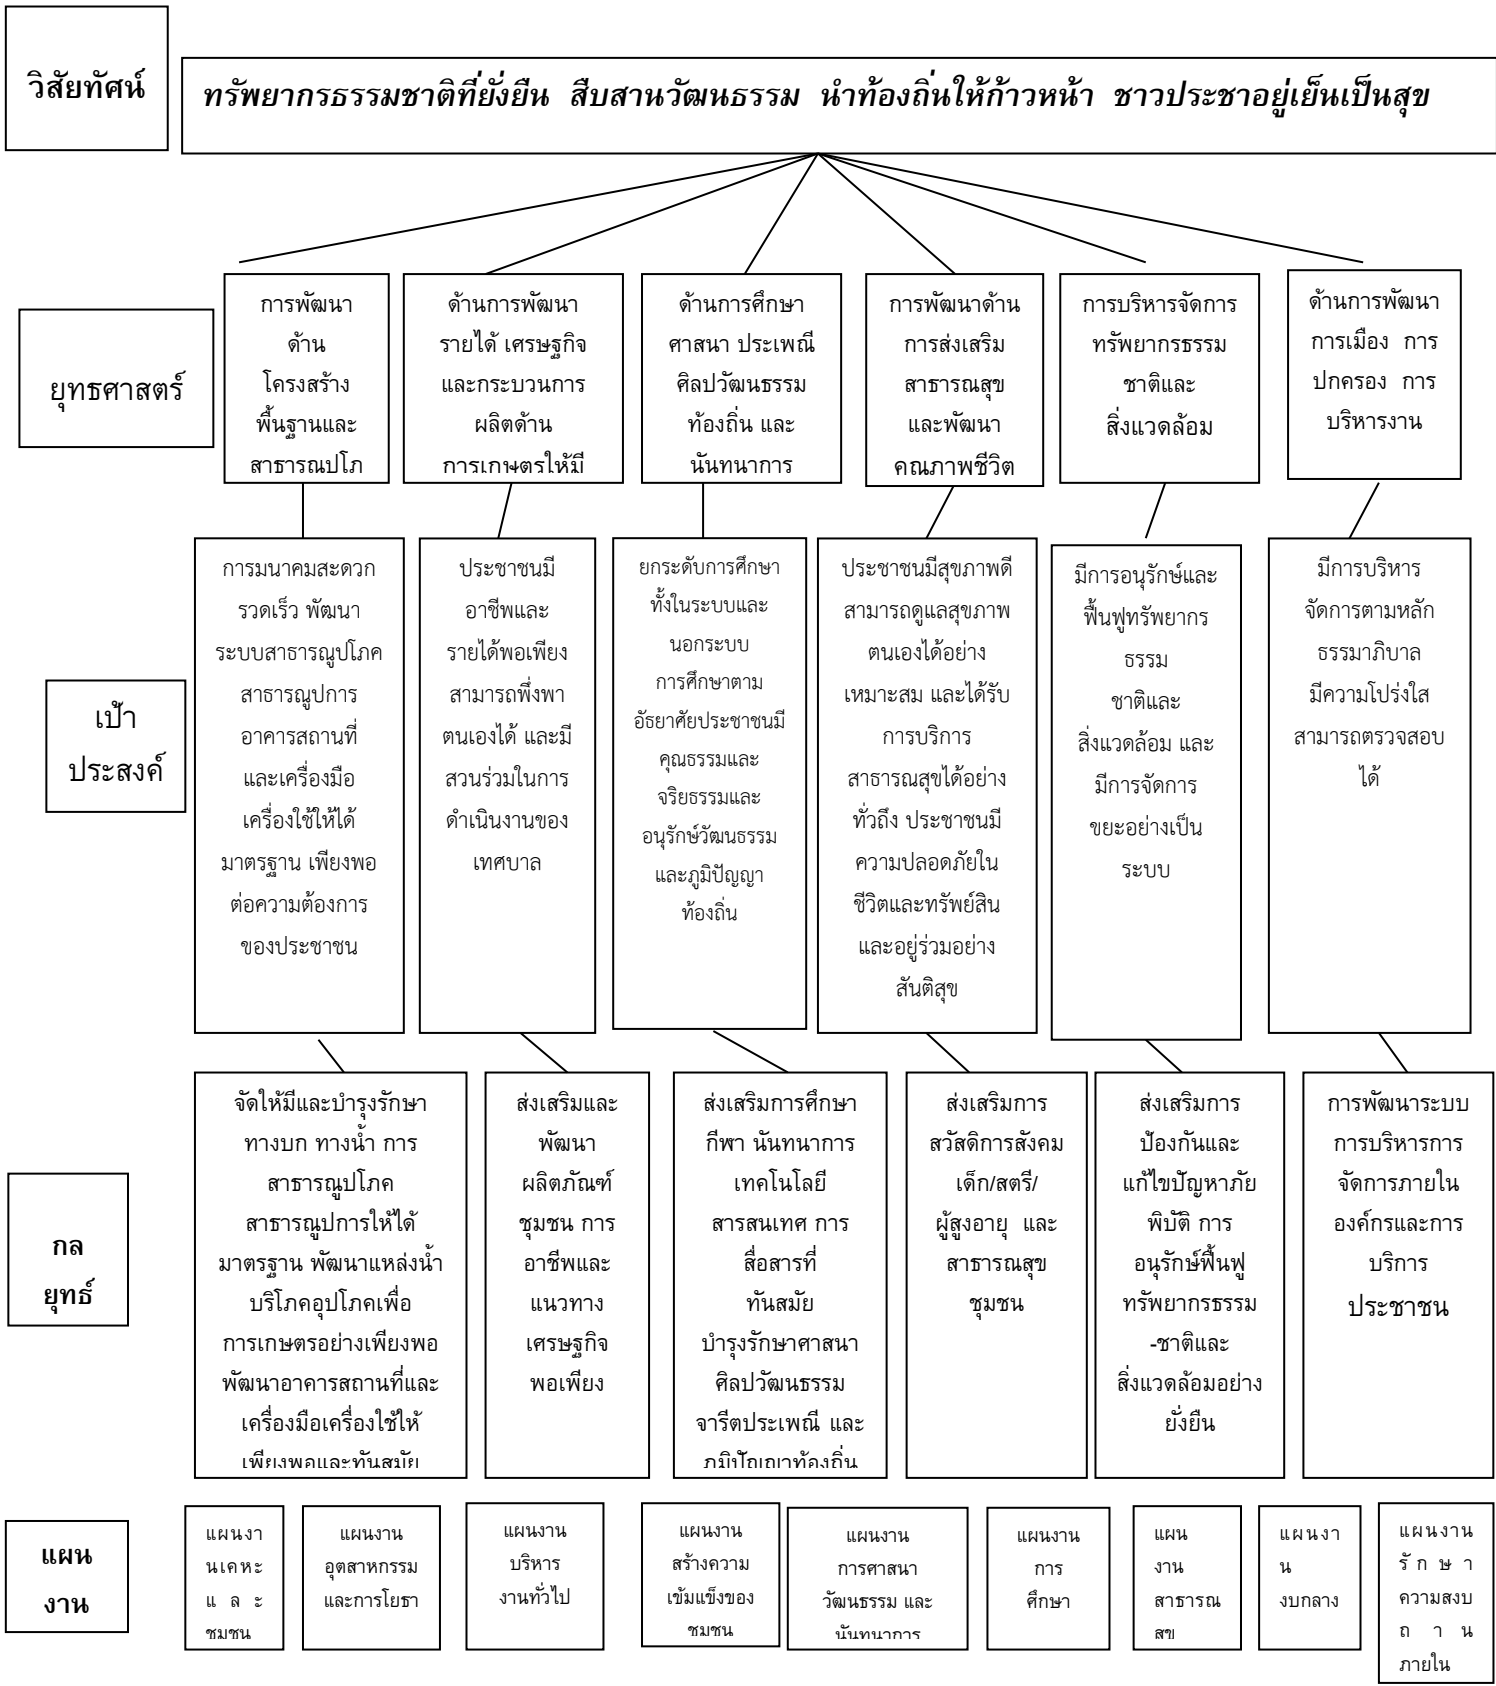 วิสัยทัศน์
ทรัพยากรธรรมชาติที่ยั่งยืน สืบสานวัฒนธรรม นำท้องถิ่นให้ก้าวหน้า ชาวประชาอยู่เย็นเป็นสุข
ยุทธศาสตร์
การพัฒนา
ด้าน
โครงสร้าง
พื้นฐานและ
สาธารณปโภ
ด้านการพัฒนา
รายได้ เศรษฐกิจ
และกระบวนการ
ผลิตด้าน
การเกษตรให้มี
ด้านการศึกษา
ศาสนา ประเพณี
ศิลปวัฒนธรรม
ท้องถิ่น และ
นันทนาการ
การพัฒนาด้าน
การส่งเสริม
สาธารณสุข
และพัฒนา
คุณภาพชีวิต
การบริหารจัดการ
ทรัพยากรธรรม
ชาติและ
สิ่งแวดล้อม
ด้านการพัฒนา
การเมือง การ
ปกครอง การ
บริหารงาน
เป้า
ประสงค์
การมนาคมสะดวก
รวดเร็ว พัฒนา
ระบบสาธารณูปโภค
สาธารณูปการ
อาคารสถานที่
และเครื่องมือ
เครื่องใช้ให้ได้
มาตรฐาน เพียงพอ
ต่อความต้องการ
ของประชาชน
ประชาชนมี
อาชีพและ
รายได้พอเพียง
สามารถพึ่งพา
ตนเองได้ และมี
สวนร่วมในการ
ดำเนินงานของ
เทศบาล
ยกระดับการศึกษา
ทั้งในระบบและ
นอกระบบ
การศึกษาตาม
อัธยาศัยประชาชนมี
คุณธรรมและ
จริยธรรมและ
อนุรักษ์วัฒนธรรม
และภูมิปัญญา
ท้องถิ่น
ประชาชนมีสุขภาพดี
สามารถดูแลสุขภาพ
ตนเองได้อย่าง
เหมาะสม และได้รับ
การบริการ
สาธารณสุขได้อย่าง
ทั่วถึง ประชาชนมี
ความปลอดภัยใน
ชีวิตและทรัพย์สิน
และอยู่ร่วมอย่าง
สันติสุข
มีการอนุรักษ์และ
ฟื้นฟูทรัพยากร
ธรรม
ชาติและ
สิ่งแวดล้อม และ
มีการจัดการ
ขยะอย่างเป็น
ระบบ
มีการบริหาร
จัดการตามหลัก
ธรรมาภิบาล
มีความโปร่งใส
สามารถตรวจสอบ
ได้
กล
ยุทธ์
จัดให้มีและบำรุงรักษา
ทางบก ทางน้ำ การ
สาธารณูปโภค
สาธารณูปการให้ได้
มาตรฐาน พัฒนาแหล่งน้ำ
บริโภคอุปโภคเพื่อ
การเกษตรอย่างเพียงพอ
พัฒนาอาคารสถานที่และ
เครื่องมือเครื่องใช้ให้
เพียงพอและทันสมัย
ส่งเสริมและ
พัฒนา
ผลิตภัณฑ์
ชุมชน การ
อาชีพและ
แนวทาง
เศรษฐกิจ
พอเพียง
ส่งเสริมการศึกษา
กีฬา นันทนาการ
เทคโนโลยี
สารสนเทศ การ
สื่อสารที่
ทันสมัย
บำรุงรักษาศาสนา
ศิลปวัฒนธรรม
จารีตประเพณี และ
ภูมิปัญญาท้องถิ่น
ส่งเสริมการ
สวัสดิการสังคม
เด็ก/สตรี/
ผู้สูงอายุ และ
สาธารณสุข
ชุมชน
ส่งเสริมการ
ป้องกันและ
แก้ไขปัญหาภัย
พิบัติ การ
อนุรักษ์ฟื้นฟู
ทรัพยากรธรรม
-ชาติและ
สิ่งแวดล้อมอย่าง
ยั่งยืน
การพัฒนาระบบ
การบริหารการ
จัดการภายใน
องค์กรและการ
บริการ
ประชาชน
แผน
งาน
แผนงา
นเคหะ
และ
ชุมชน
แผนงาน
อุตสาหกรรม
และการโยธา
แผนงาน
บริหาร
งานทั่วไป
แผนงาน
สร้างความ
เข้มแข็งของ
ชุมชน
แผนงาน
การศาสนา
วัฒนธรรม และ
นันทนาการ
แผนงาน
การ
ศึกษา
แผน
งาน
สาธารณ
สุข
แผนงา
น
งบกลาง
แผนงาน
รักษา
ความสงบ
ถาน
ภายใน